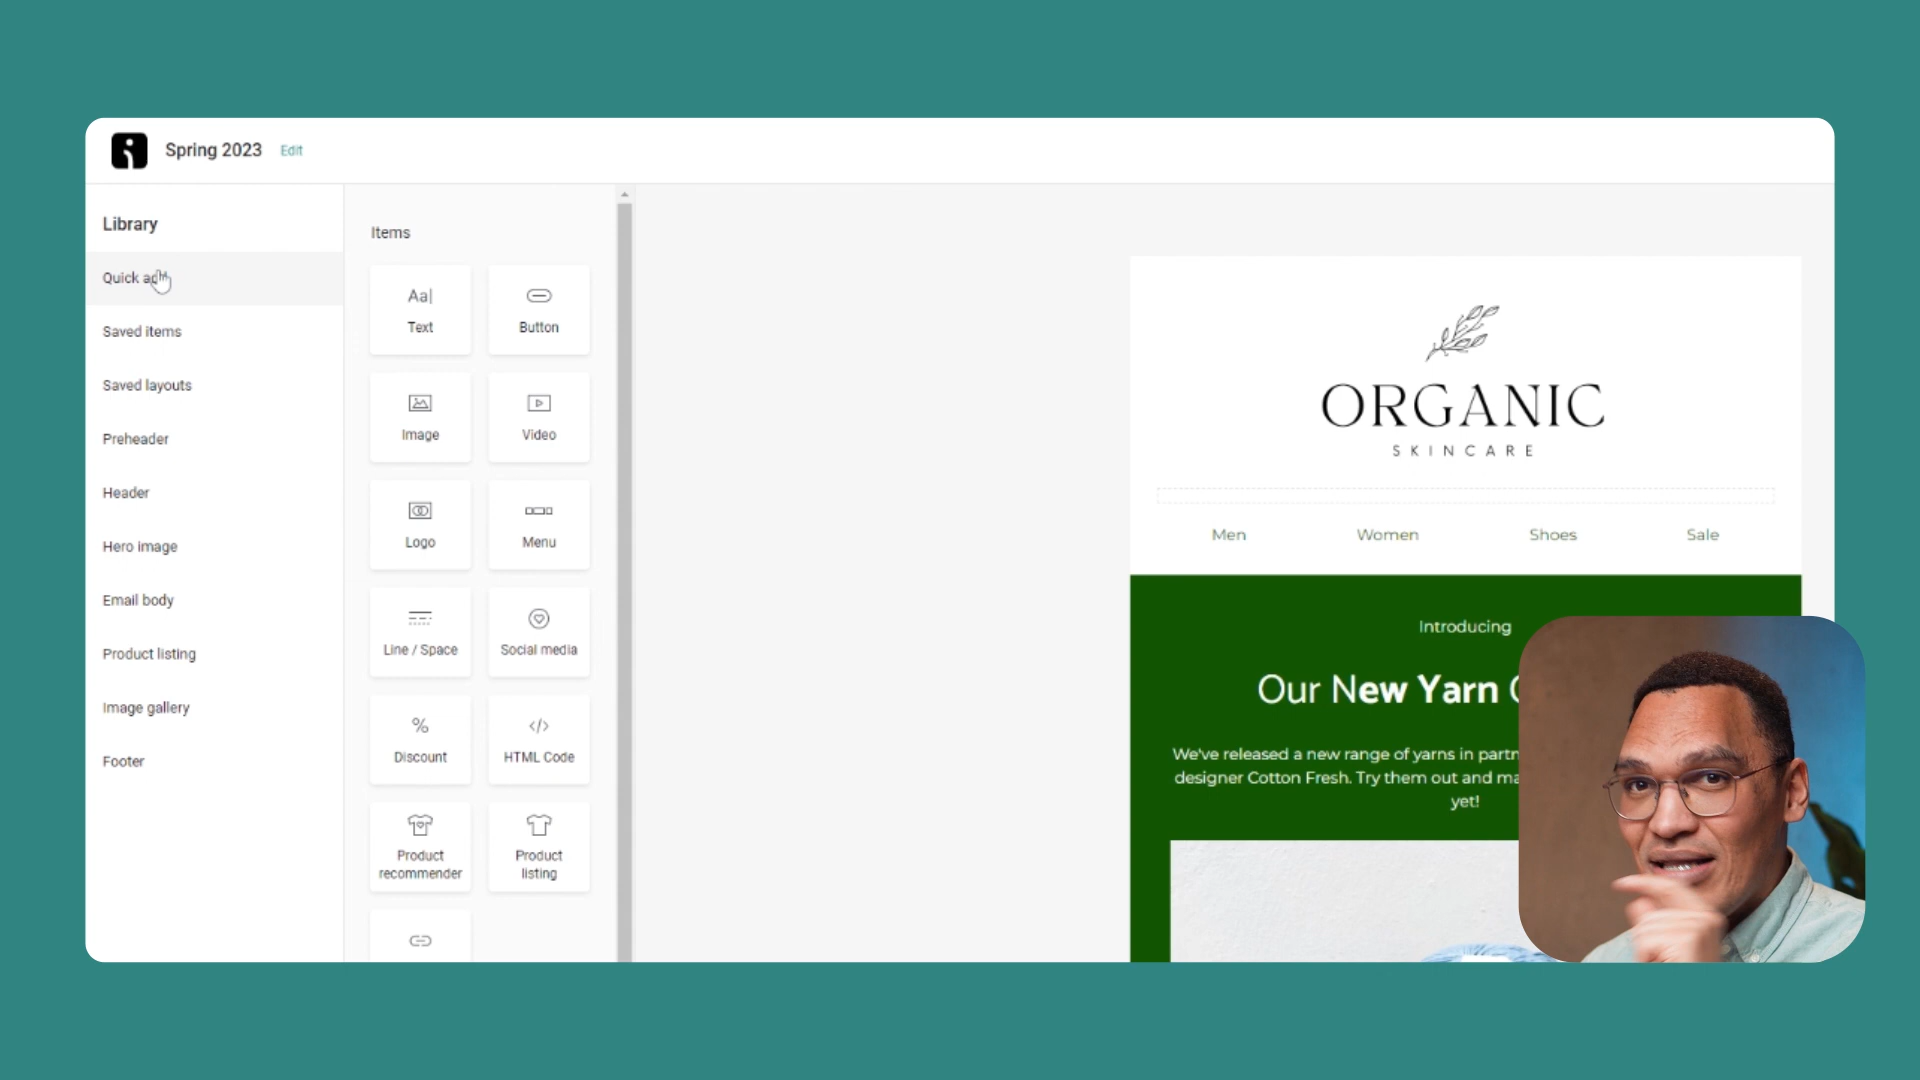 Spring 2023 Edit
Library
Quick
Saved items
Saved layouts
Preheader
Header
Hero image
Email body
Product listing
Image gallery
Footer
Items
Aa|
Text
Button
Image
Video
Logo
Menu
Line / Space
Social media
%
Discount
</>
HTML Code
Product
recommender
Product
listing
ORGANIC
SKINCARE
Men Women Shoes Sale
Introducing
Our New Yarn
We've released a new range of yarns in
designer Cotton Fresh. Try them out and
yet!